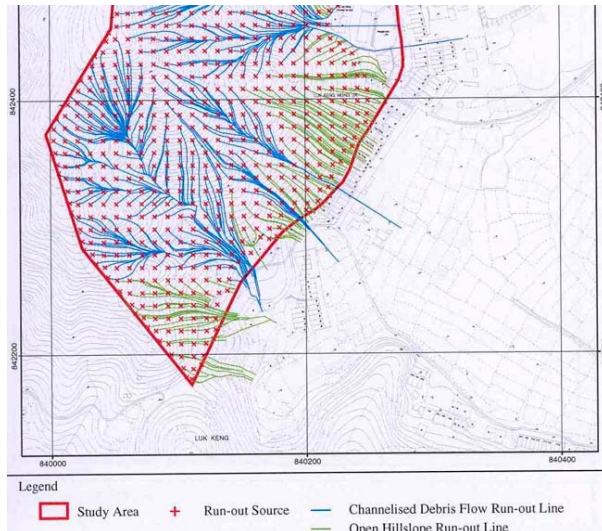 842400
842200
LUK KENG
840000
840200
840400
Legend
Study Area
Run-out Source
Channelised Debris Flow Run-out Line
Open Hillslope Run-out Line